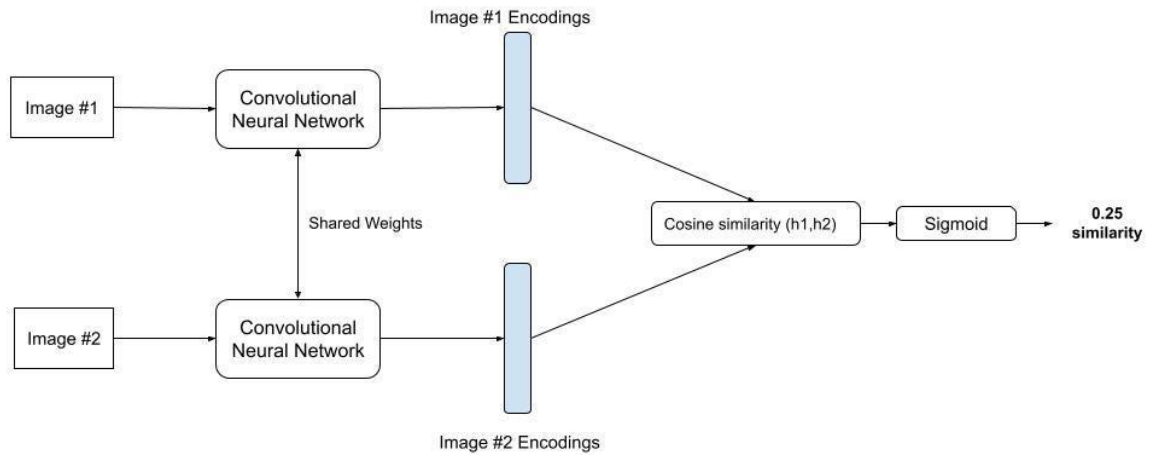 Image #1 Encodings
Image #1
Convolutional
Neural Network
Shared Weights
Cosine similarity (h1,h2)
Sigmoid
0.25
similarity
Image #2
Convolutional
Neural Network
Image #2 Encodings